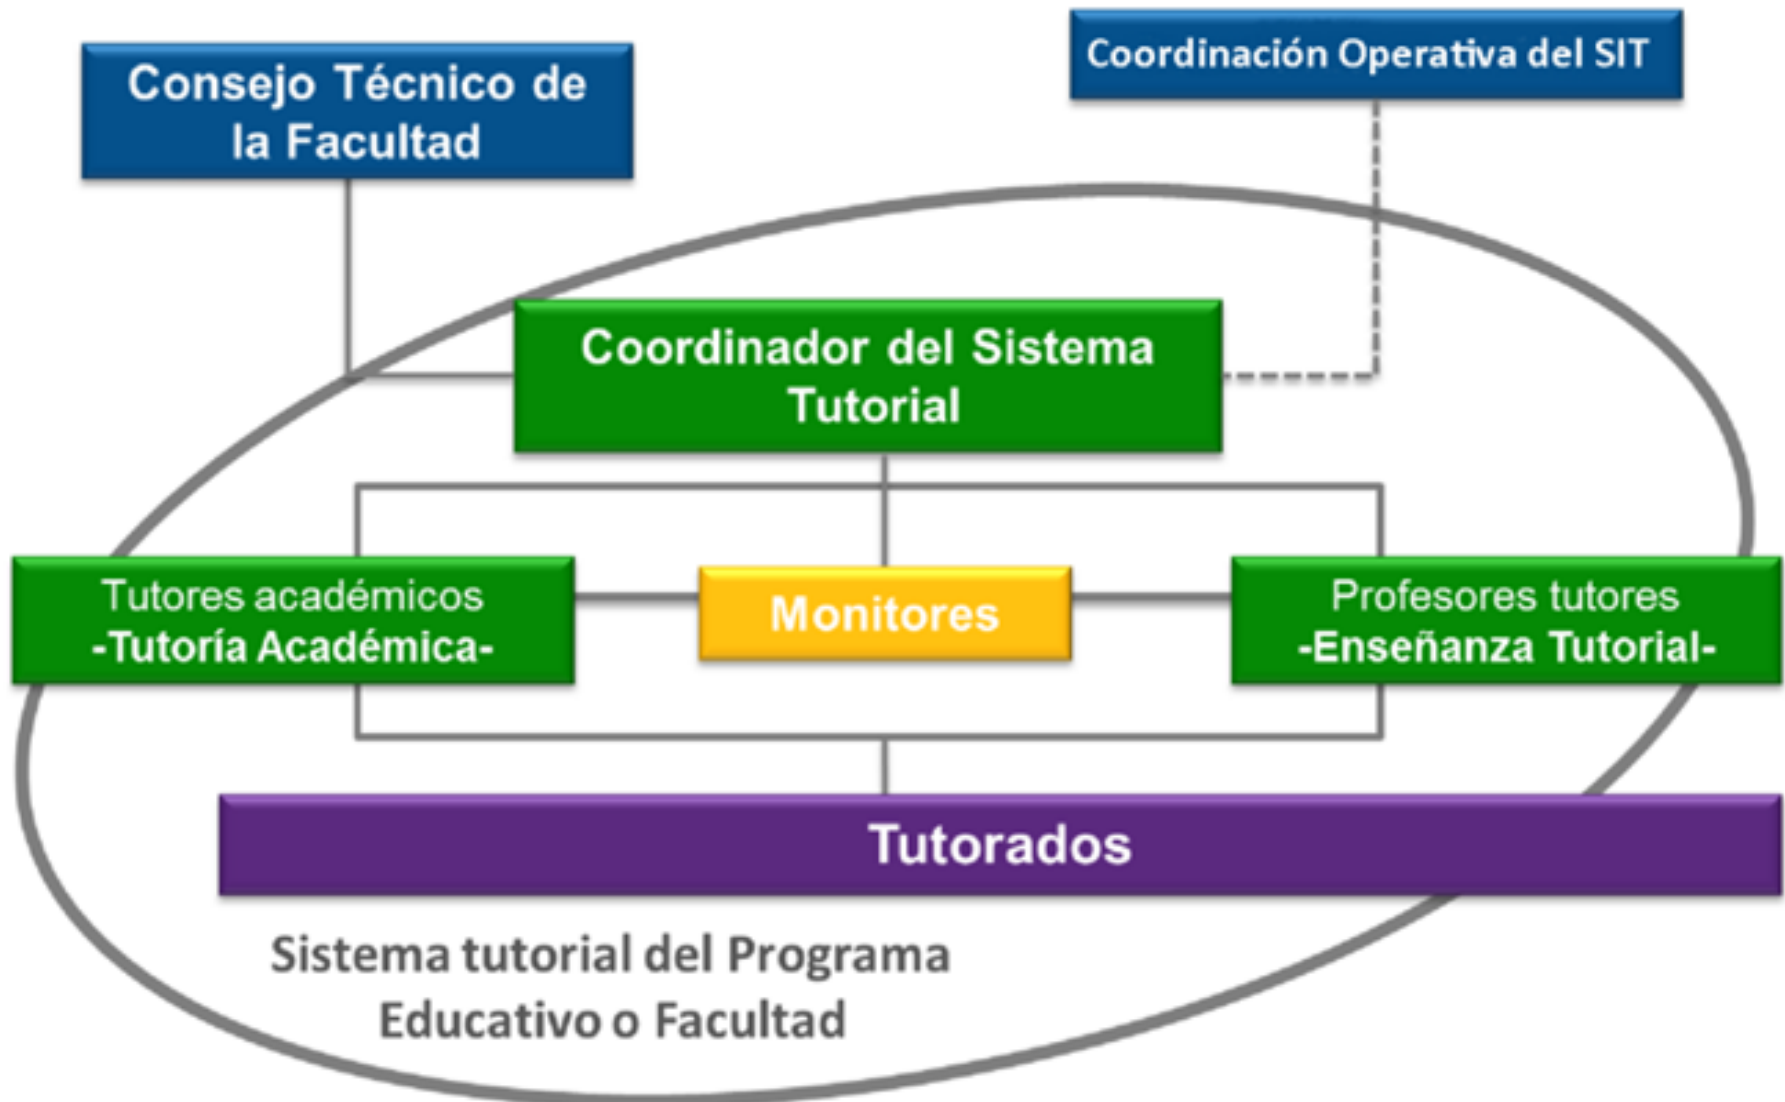 Consejo Técnico de
la Facultad
Coordinación Operativa del SIT
Coordinador del Sistema
Tutorial
Tutores académicos
-Tutoría Académica-
Monitores
Profesores tutores
-Enseñanza Tutorial-
Tutorados
Sistema tutorial del Programa
Educativo o Facultad